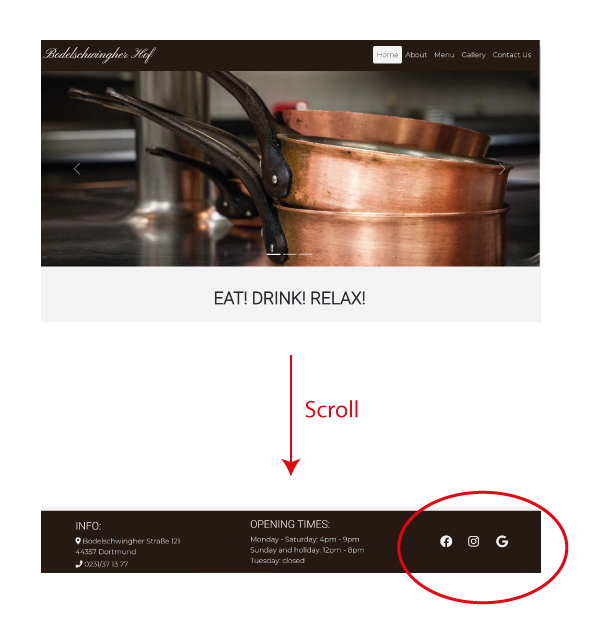 Bodelschwingher Hof
Home About Menu Gallery Contact Us
EAT! DRINK! RELAX!
Scroll
INFO:
Bodelschwingher Straße 121
44357 Dortmund
0231/37 13 77
OPENING TIMES:
Monday - Saturday: 4pm - 9pm
Sunday and holiday: 12pm - 8pm
Tuesday: closed